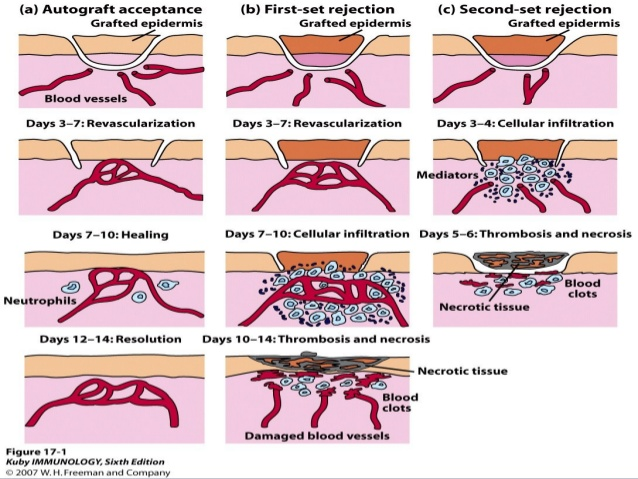 (a) Autograft acceptance
Grafted epidermis
Blood vessels
Days 3–7: Revascularization
Days 7–10: Healing
Neutrophils
Days 12–14: Resolution
(b) First-set rejection
Grafted epidermis
Days 3–7: Revascularization
Days 7–10: Cellular infiltration
Days 10–14: Thrombosis and necrosis
Necrotic tissue
Blood
clots
Damaged blood vessels
(c) Second-set rejection
Grafted epidermis
Days 3–4: Cellular infiltration
Mediators
Days 5–6: Thrombosis and necrosis
Blood
clots
Necrotic tissue
Figure 17-1
Kuby IMMUNOLOGY, Sixth Edition
© 2007 W. H. Freeman and Company